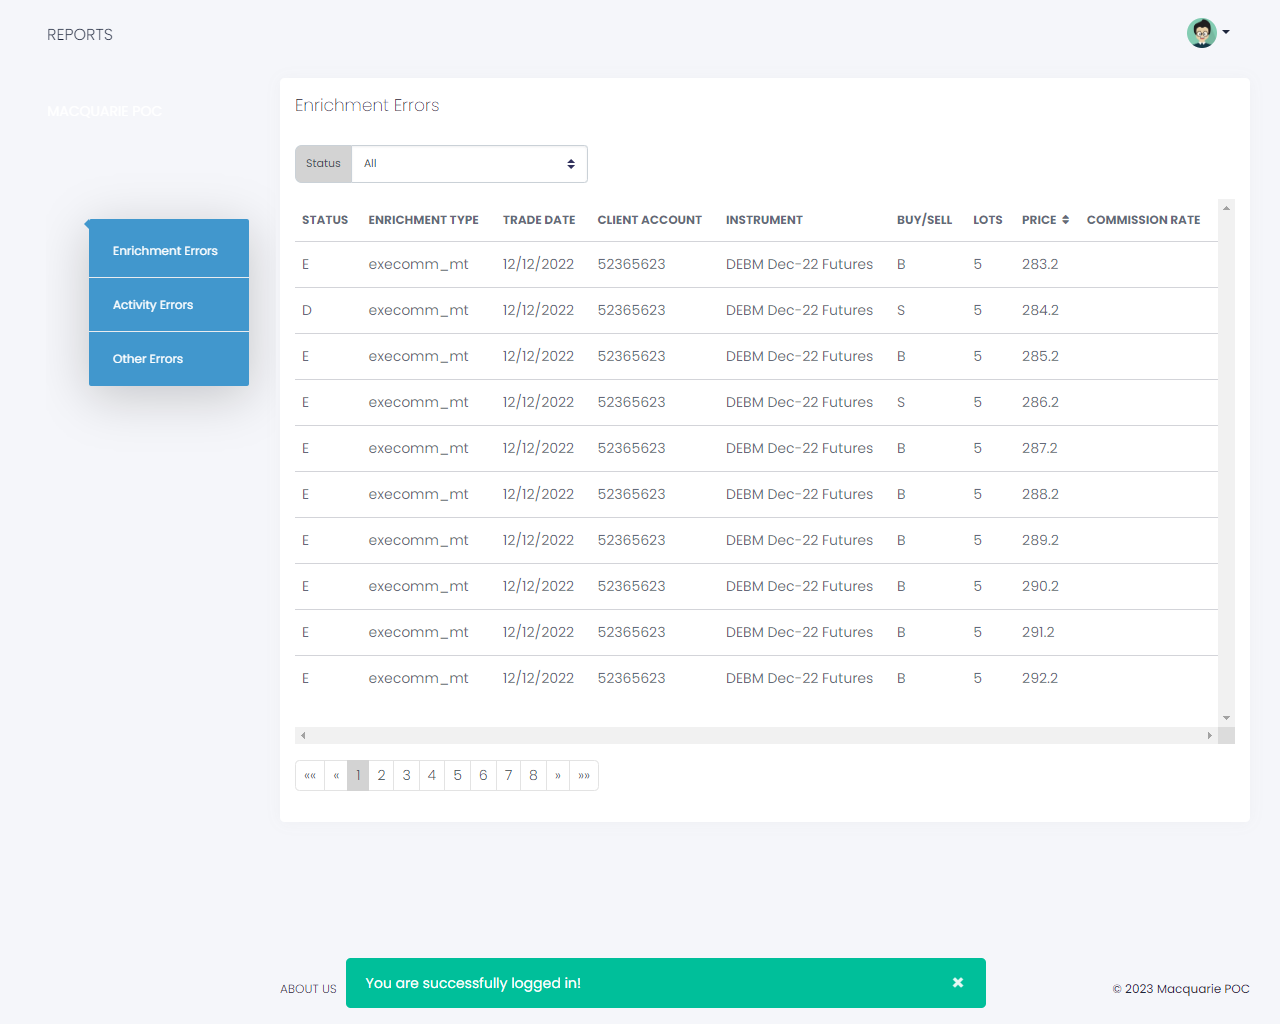 REPORTS
MACQUARIE POC
Enrichment Errors
Activity Errors
Other Errors
Enrichment Errors
Status All
STATUS ENRICHMENT TYPE TRADE DATE CLIENT ACCOUNT INSTRUMENT BUY/SELL LOTS PRICE COMMISSION RATE
E execomm_mt 12/12/2022 52365623 DEBM Dec-22 Futures B 5 283.2
D execomm_mt 12/12/2022 52365623 DEBM Dec-22 Futures S 5 284.2
E execomm_mt 12/12/2022 52365623 DEBM Dec-22 Futures B 5 285.2
E execomm_mt 12/12/2022 52365623 DEBM Dec-22 Futures S 5 286.2
E execomm_mt 12/12/2022 52365623 DEBM Dec-22 Futures B 5 287.2
E execomm_mt 12/12/2022 52365623 DEBM Dec-22 Futures B 5 288.2
E execomm_mt 12/12/2022 52365623 DEBM Dec-22 Futures B 5 289.2
E execomm_mt 12/12/2022 52365623 DEBM Dec-22 Futures B 5 290.2
E execomm_mt 12/12/2022 52365623 DEBM Dec-22 Futures B 5 291.2
E execomm_mt 12/12/2022 52365623 DEBM Dec-22 Futures B 5 292.2
«« « 1 2 3 4 5 6 7 8 » »»
You are successfully logged in! ×
ABOUT US
© 2023 Macquarie POC